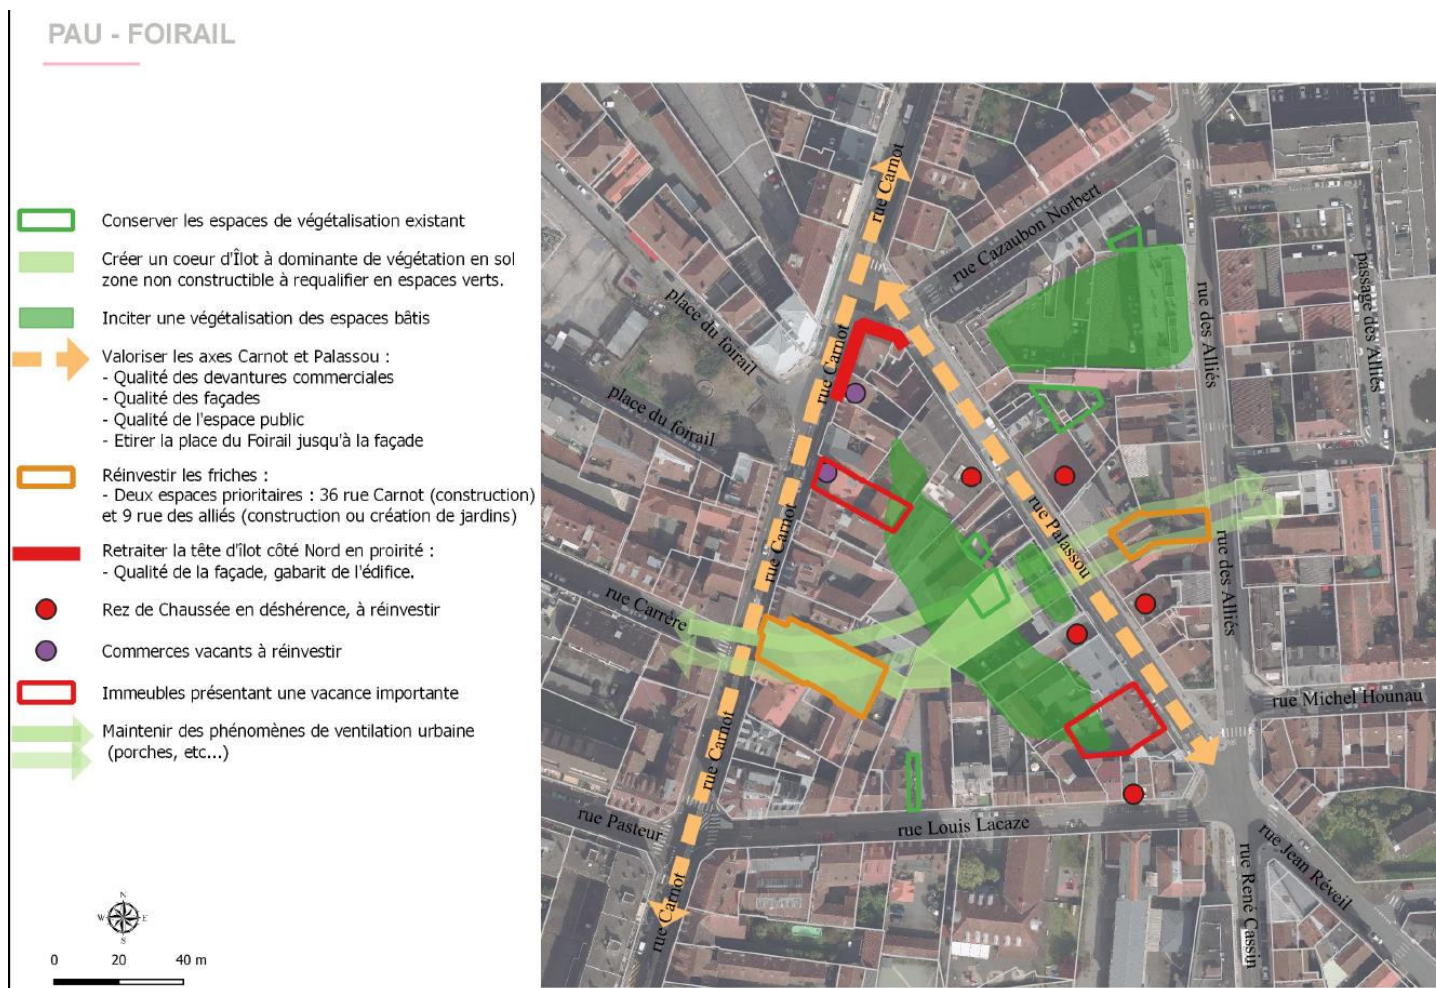 PAU - FOIRAIL
Conserver les espaces de végétalisation existant
Créer un coeur d'Îlot à dominante de végétation en sol
zone non constructible à requalifier en espaces verts.
Inciter une végétalisation des espaces bâtis
Valoriser les axes Carnot et Palassou :
- Qualité des devantures commerciales
- Qualité des façades
- Qualité de l'espace public
- Etirer la place du Foirail jusqu'à la façade
Réinvestir les friches :
- Deux espaces prioritaires : 36 rue Carnot (construction)
et 9 rue des alliés (construction ou création de jardins)
Retraiter la tête d'îlot côté Nord en proirité :
- Qualité de la façade, gabarit de l'édifice.
Rez de Chaussée en déshérence, à réinvestir
Commerces vacants à réinvestir
Immeubles présentant une vacance importante
Maintenir des phénomènes de ventilation urbaine
(porches, etc...)
N
W E
S
0 20 40 m
rue Carnot
rue Carnot
rue Cazaubon Norbert
passage des Alliés
rue des Alliés
place du foirail
rue Carnot
place du foirail
rue Palassou
rue Carnot
rue des Alliés
rue Carrère
rue Michel Hounau
rue Carnot
rue Pasteur
rue Louis Lacaze
rue Jean Réveil
rue René Cassin
rue Carnot